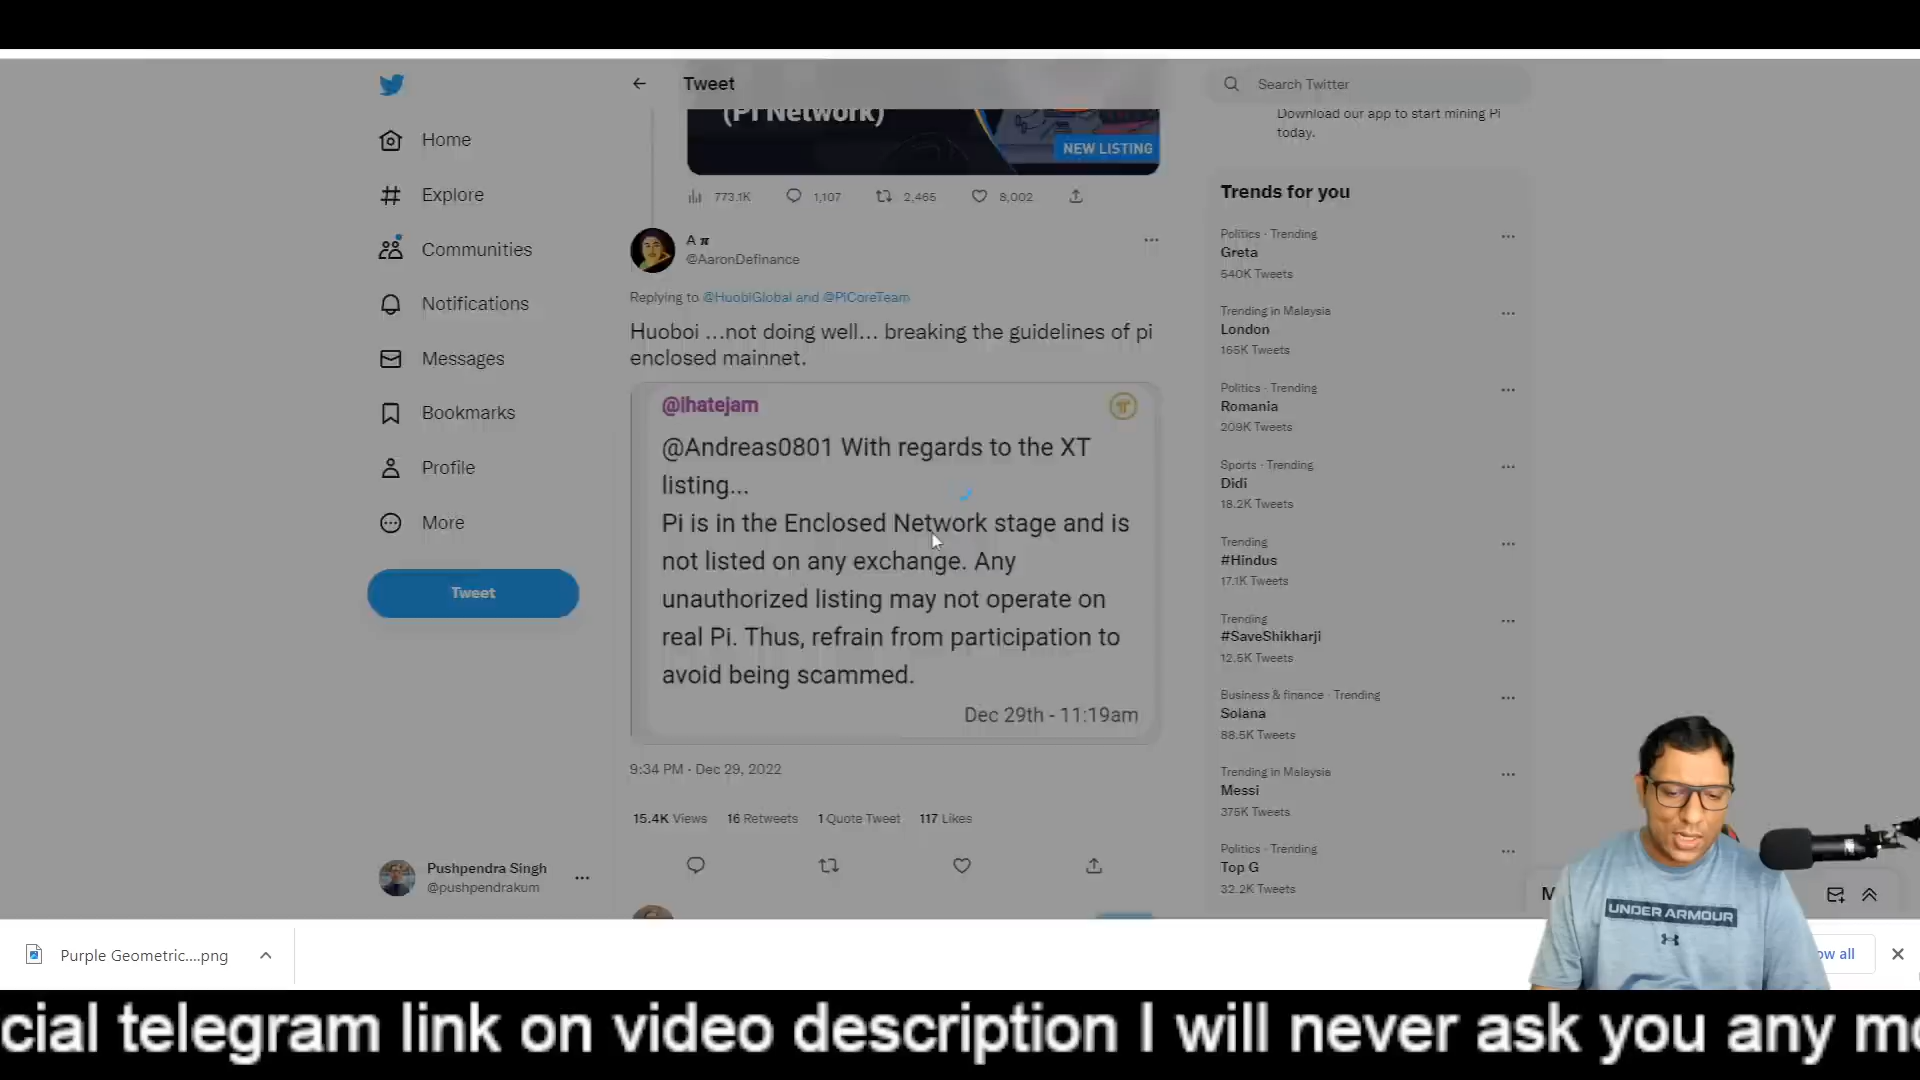 Tweet
Search Twitter
Download our app to start mining Pi
today.
(Pi Network)
NEW LISTING
773.1K 1,107 2,465 8,002
Home
Explore
Communities
Notifications
Messages
Bookmarks
Profile
More
Tweet
Pushpendra Singh
@pushpendrakum
A π
@AaronDefinance
Replying to @HuobiGlobal and @PiCoreTeam
Huoboi ...not doing well... breaking the guidelines of pi
enclosed mainnet.
@ihatejam
@Andreas0801 With regards to the XT
listing...
Pi is in the Enclosed Network stage and is
not listed on any exchange. Any
unauthorized listing may not operate on
real Pi. Thus, refrain from participation to
avoid being scammed.
Dec 29th - 11:19am
9:34 PM · Dec 29, 2022
15.4K Views 16 Retweets 1 Quote Tweet 117 Likes
Trends for you
Politics · Trending
Greta
540K Tweets
Trending in Malaysia
London
165K Tweets
Politics · Trending
Romania
209K Tweets
Sports · Trending
Didi
18.2K Tweets
Trending
#Hindus
17.1K Tweets
Trending
#SaveShikharji
12.5K Tweets
Business & finance · Trending
Solana
88.5K Tweets
Trending in Malaysia
Messi
375K Tweets
Politics · Trending
Top G
32.2K Tweets
UNDER ARMOUR
Purple Geometric....png
ow all
cial telegram link on video description I will never ask you any mo